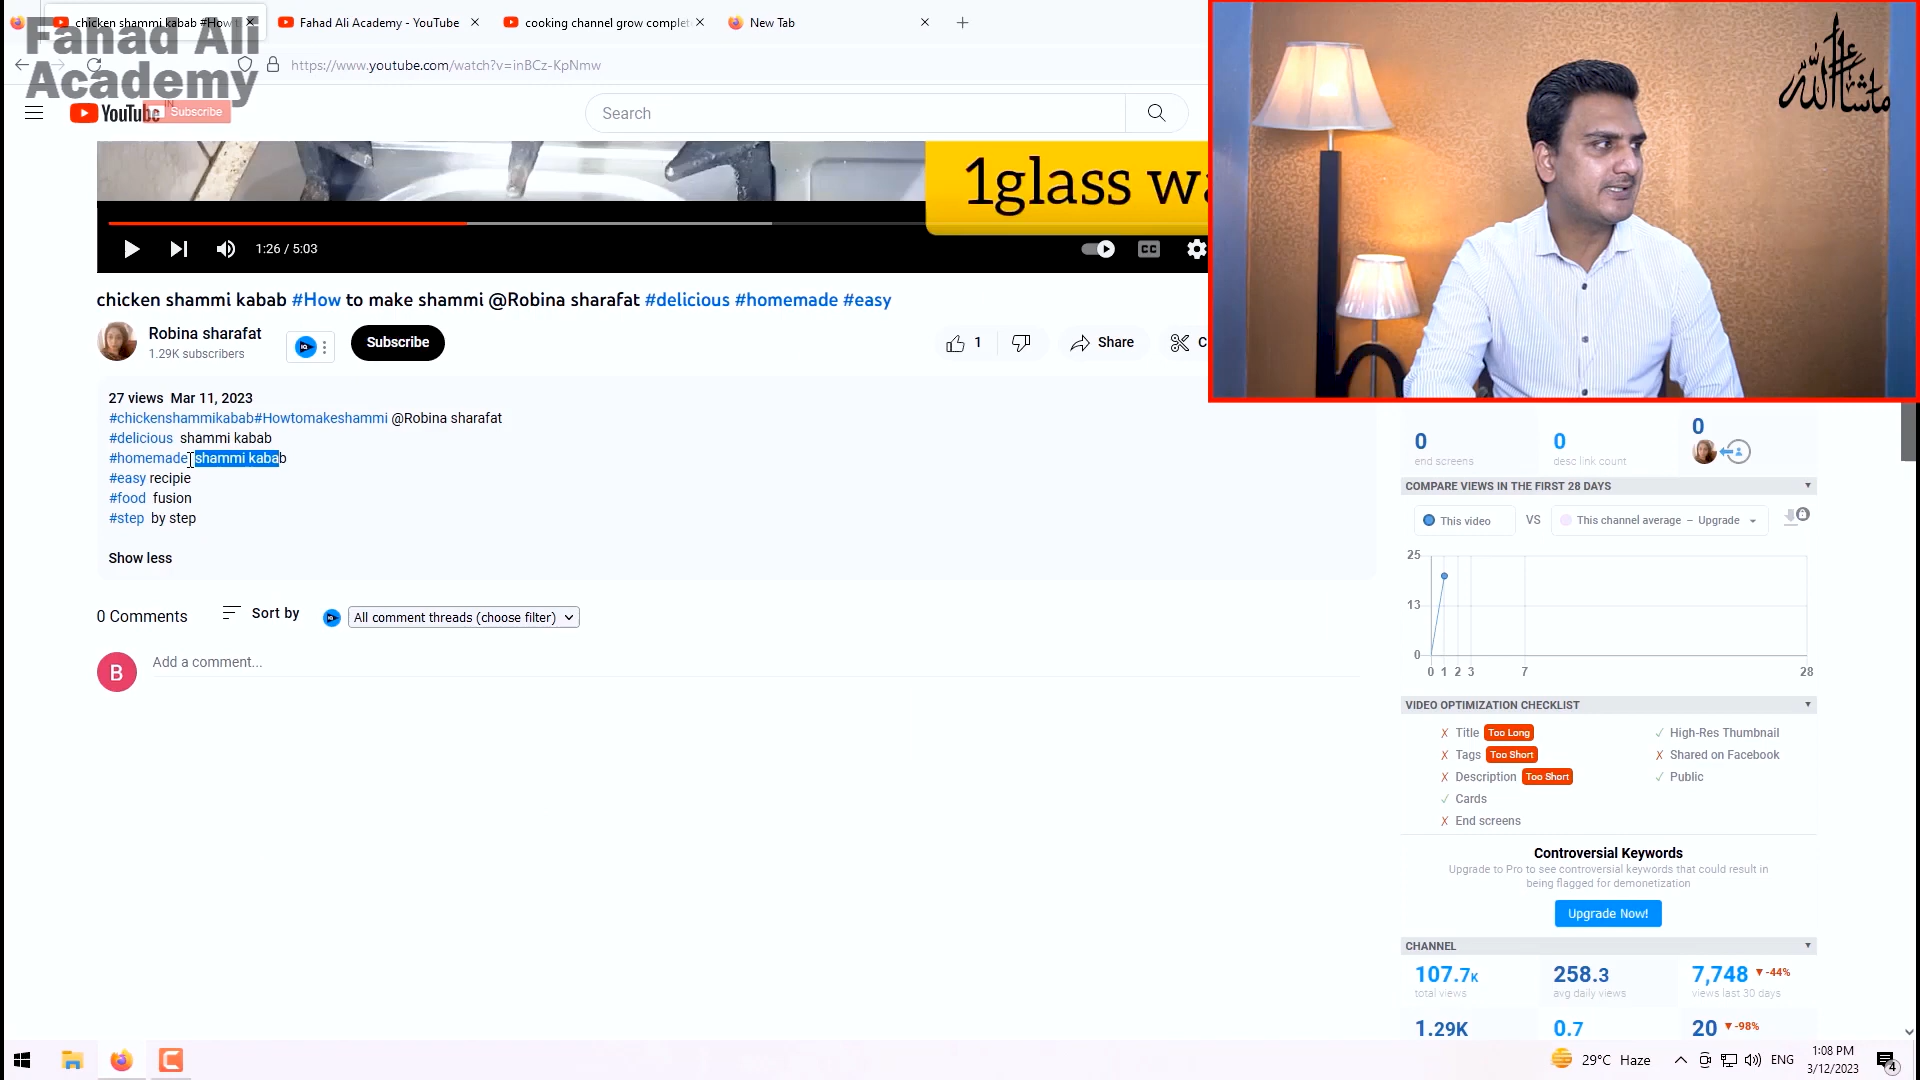 chicken shammi kabab #How
Fahad Ali Academy - YouTube
cooking channel grow complet
New Tab
Fahad Ali
Academy
https://www.youtube.com/watch?v=inBCz-KpNmw
YouTube
IN
Subscribe
Search
ماشاء الله
1glass wa
1:26 / 5:03
CC
chicken shammi kabab #How to make shammi @Robina sharafat #delicious #homemade #easy
Robina sharafat
1.29K subscribers
IQ
Subscribe
1
Share
C
27 views Mar 11, 2023
#chickenshammikabab#Howtomakeshammi @Robina sharafat
#delicious shammi kabab
#homemade shammi kabab
#easy recipie
#food fusion
#step by step
Show less
0 Comments
Sort by
All comment threads (choose filter)
B
Add a comment...
0
end screens
0
desc link count
0
COMPARE VIEWS IN THE FIRST 28 DAYS
This video
VS
This channel average – Upgrade
25
13
0
0 1 2 3 7 28
VIDEO OPTIMIZATION CHECKLIST
X Title Too Long
X Tags Too Short
X Description Too Short
✓ Cards
X End screens
✓ High-Res Thumbnail
X Shared on Facebook
✓ Public
Controversial Keywords
Upgrade to Pro to see controversial keywords that could result in
being flagged for demonetization
Upgrade Now!
CHANNEL
107.7K
total views
258.3
avg daily views
7,748 ▼-44%
views last 30 days
1.29K
0.7
20 ▼-98%
29°C Haze
ENG
1:08 PM
3/12/2023
4